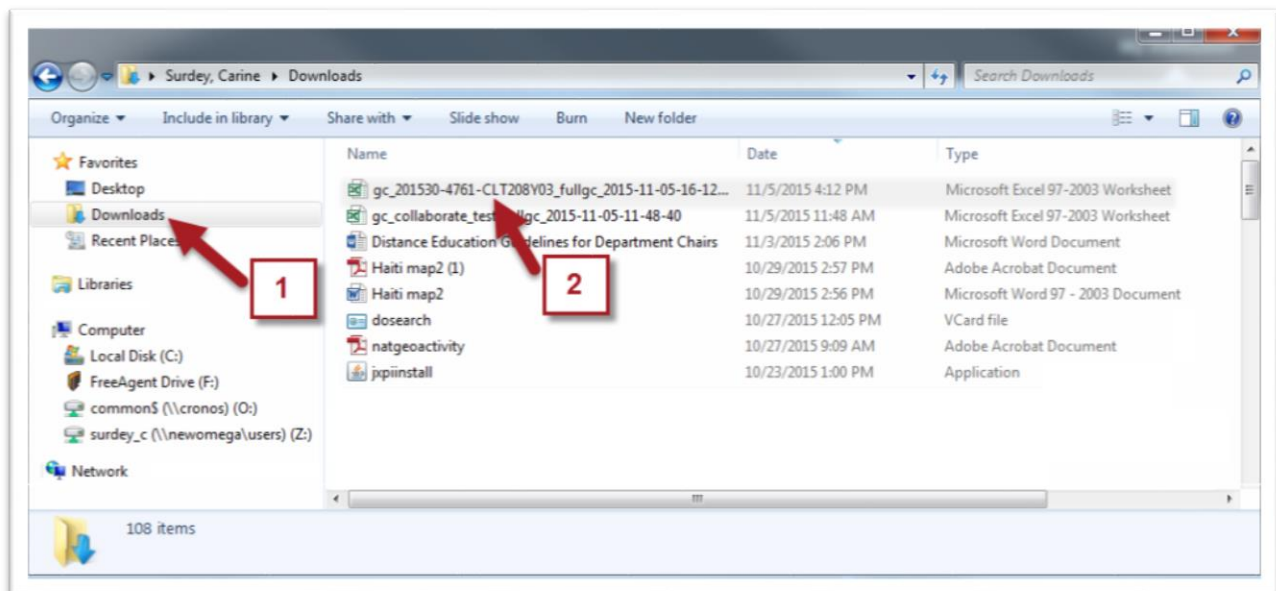 Surdey, Carine Downloads Search Downloads
Organize Include in library Share with Slide show Burn New folder
Favorites
Desktop
Downloads
Recent Places
Libraries
Computer
Local Disk (C:)
FreeAgent Drive (F:)
common$ (\\cronos) (O:)
surdey_c (\\newomega\users) (Z:)
Network
1
2
Name Date Type
gc_201530-4761-CLT208Y03_fullgc_2015-11-05-16-12... 11/5/2015 4:12 PM Microsoft Excel 97-2003 Worksheet
gc_collaborate_test_fullgc_2015-11-05-11-48-40 11/5/2015 11:48 AM Microsoft Excel 97-2003 Worksheet
Distance Education Guidelines for Department Chairs 11/3/2015 2:06 PM Microsoft Word Document
Haiti map2 (1) 10/29/2015 2:57 PM Adobe Acrobat Document
Haiti map2 10/29/2015 2:56 PM Microsoft Word 97 - 2003 Document
dosearch 10/27/2015 12:05 PM VCard file
natgeoactivity 10/27/2015 9:09 AM Adobe Acrobat Document
jxpiinstall 10/23/2015 1:00 PM Application
108 items